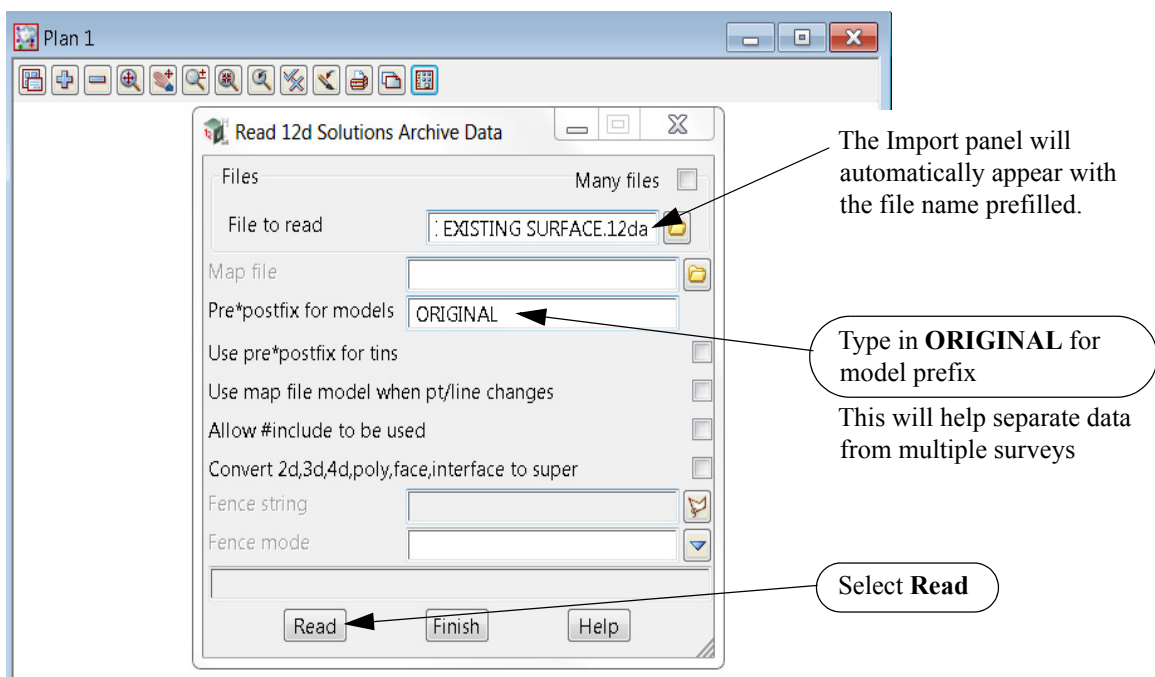 Plan 1
Read 12d Solutions Archive Data
Files
Many files
File to read
: EXISTING SURFACE.12da
Map file
Pre*postfix for models
ORIGINAL
Use pre*postfix for tins
Use map file model when pt/line changes
Allow #include to be used
Convert 2d,3d,4d,poly,face,interface to super
Fence string
Fence mode
Read
Finish
Help
The Import panel will
automatically appear with
the file name prefilled.
Type in ORIGINAL for
model prefix
This will help separate data
from multiple surveys
Select Read